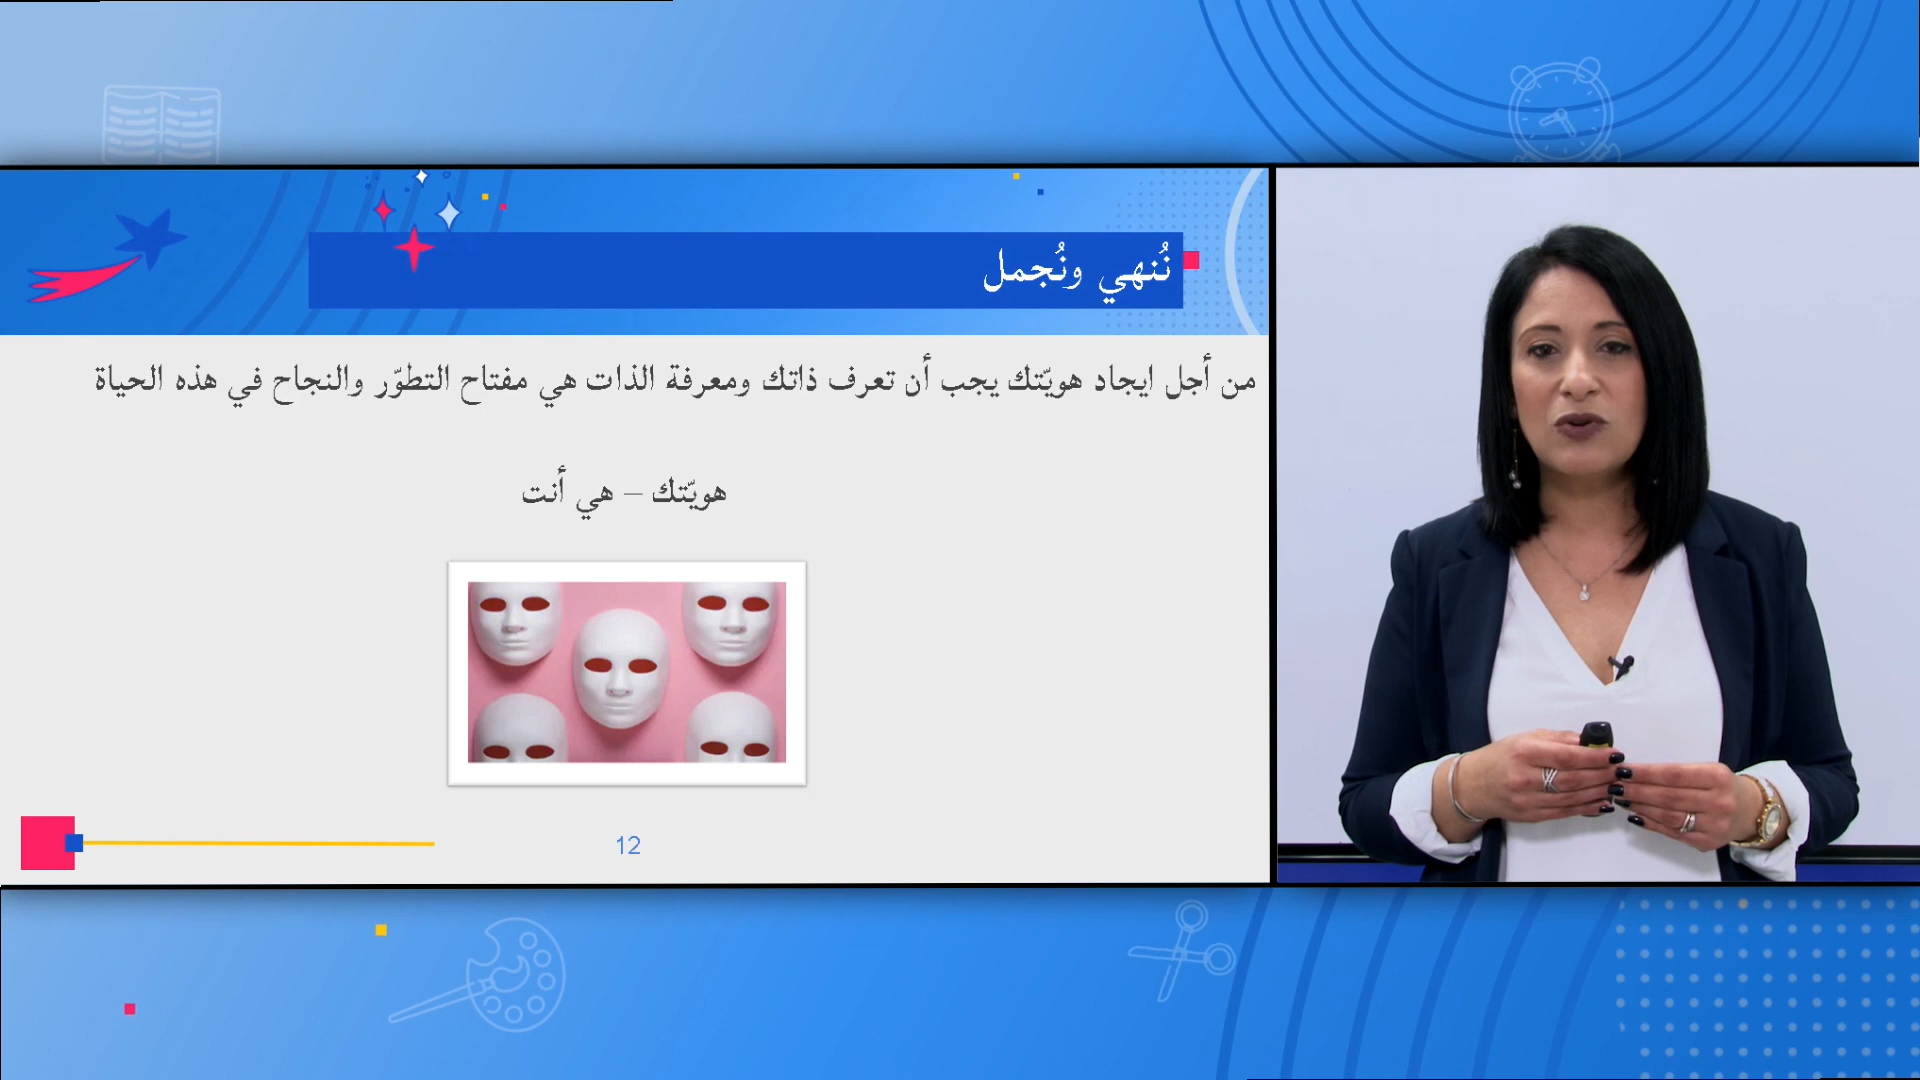 نُنهي ونُجمل
من أجل ايجاد هويّتك يجب أن تعرف ذاتك ومعرفة الذات هي مفتاح التطوّر والنجاح في هذه الحياة
هويّتك – هي أنت
12